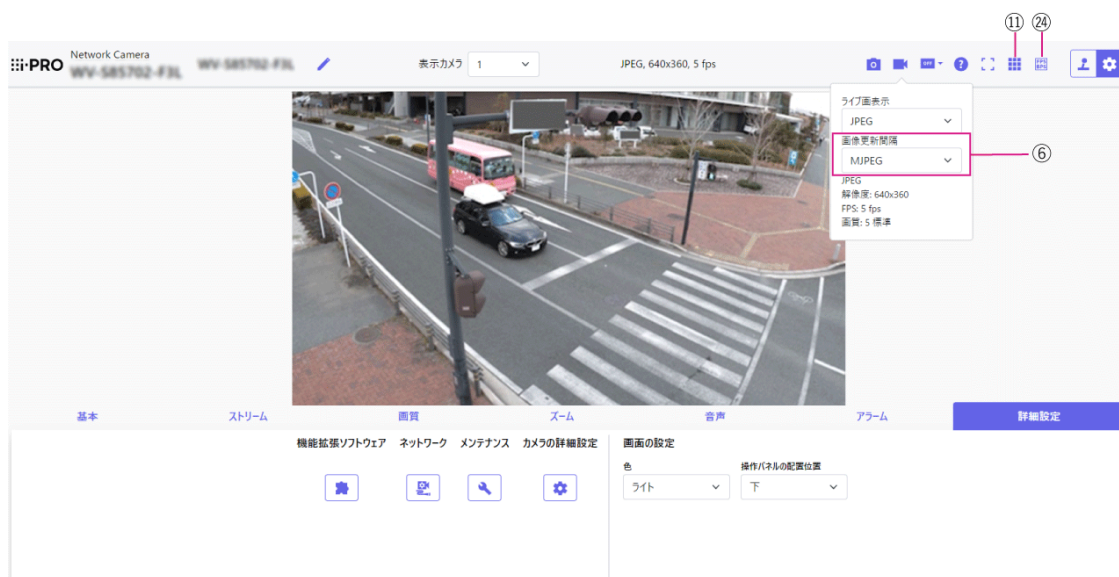 ⑪ ㉔
i-PRO Network Camera
表示カメラ 1
JPEG, 640x360, 5 fps
OFF
FPS
BPS
ライブ画表示
JPEG
画像更新間隔
MJPEG
⑥
JPEG
解像度: 640x360
FPS: 5 fps
画質: 5 標準
基本 ストリーム 画質 ズーム 音声 アラーム 詳細設定
機能拡張ソフトウェア ネットワーク メンテナンス カメラの詳細設定
画面の設定
色 操作パネルの配置位置
ライト 下